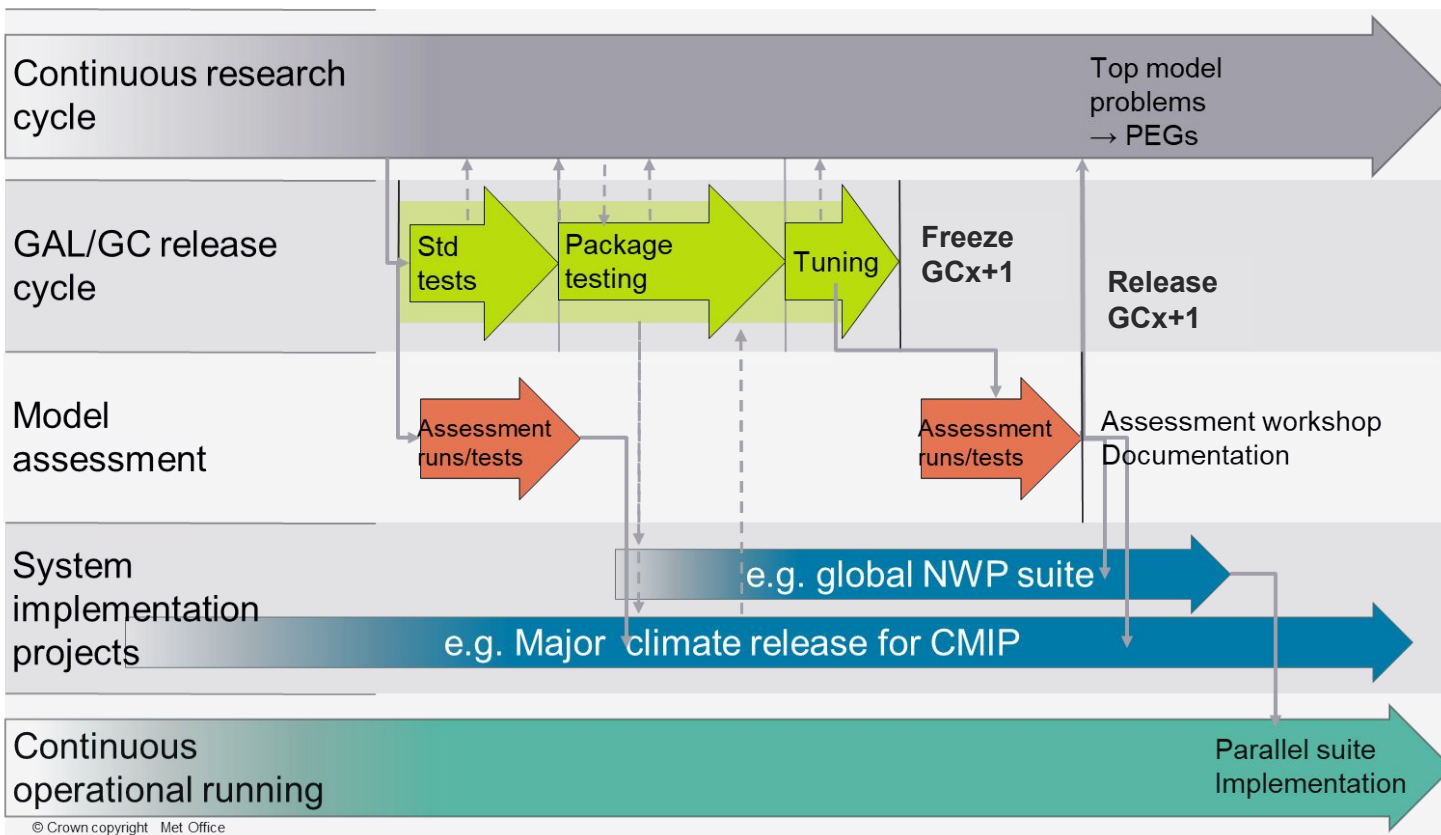 Continuous research
cycle
Top model
problems
→ PEGs
GAL/GC release
cycle
Std
tests
Package
testing
Tuning
Freeze
GCx+1
Release
GCx+1
Model
assessment
Assessment
runs/tests
Assessment
runs/tests
Assessment workshop
Documentation
System
implementation
projects
e.g. global NWP suite
e.g. Major climate release for CMIP
Continuous
operational running
Parallel suite
Implementation
© Crown copyright Met Office